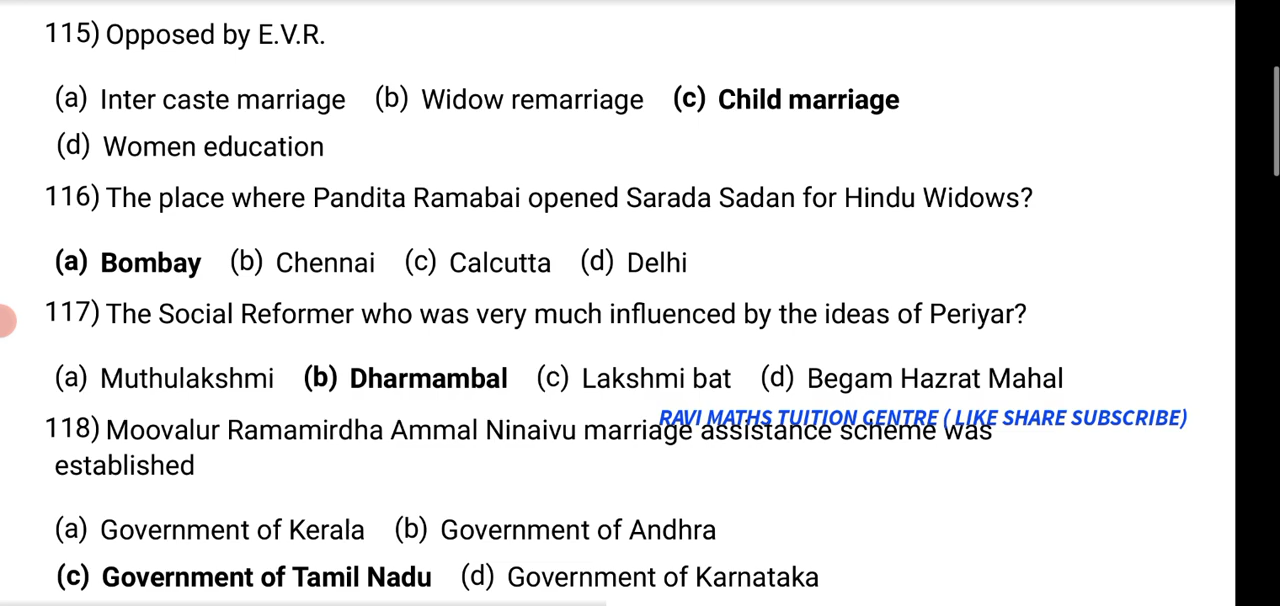 115) Opposed by E.V.R.
(a) Inter caste marriage (b) Widow remarriage (c) Child marriage
(d) Women education
116) The place where Pandita Ramabai opened Sarada Sadan for Hindu Widows?
(a) Bombay (b) Chennai (c) Calcutta (d) Delhi
117) The Social Reformer who was very much influenced by the ideas of Periyar?
(a) Muthulakshmi (b) Dharmambal (c) Lakshmi bat (d) Begam Hazrat Mahal
RAVI MATHS TUITION CENTRE ( LIKE SHARE SUBSCRIBE)
118) Moovalur Ramamirdha Ammal Ninaivu marriage assistance scheme was
established
(a) Government of Kerala (b) Government of Andhra
(c) Government of Tamil Nadu (d) Government of Karnataka